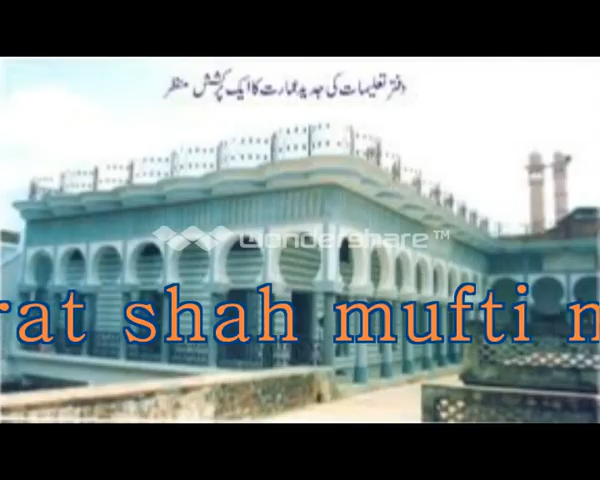 دفتر تعلیمات کی جدید عمارت کا ایک پرکشش منظر
Wondershare™
rat shah mufti m